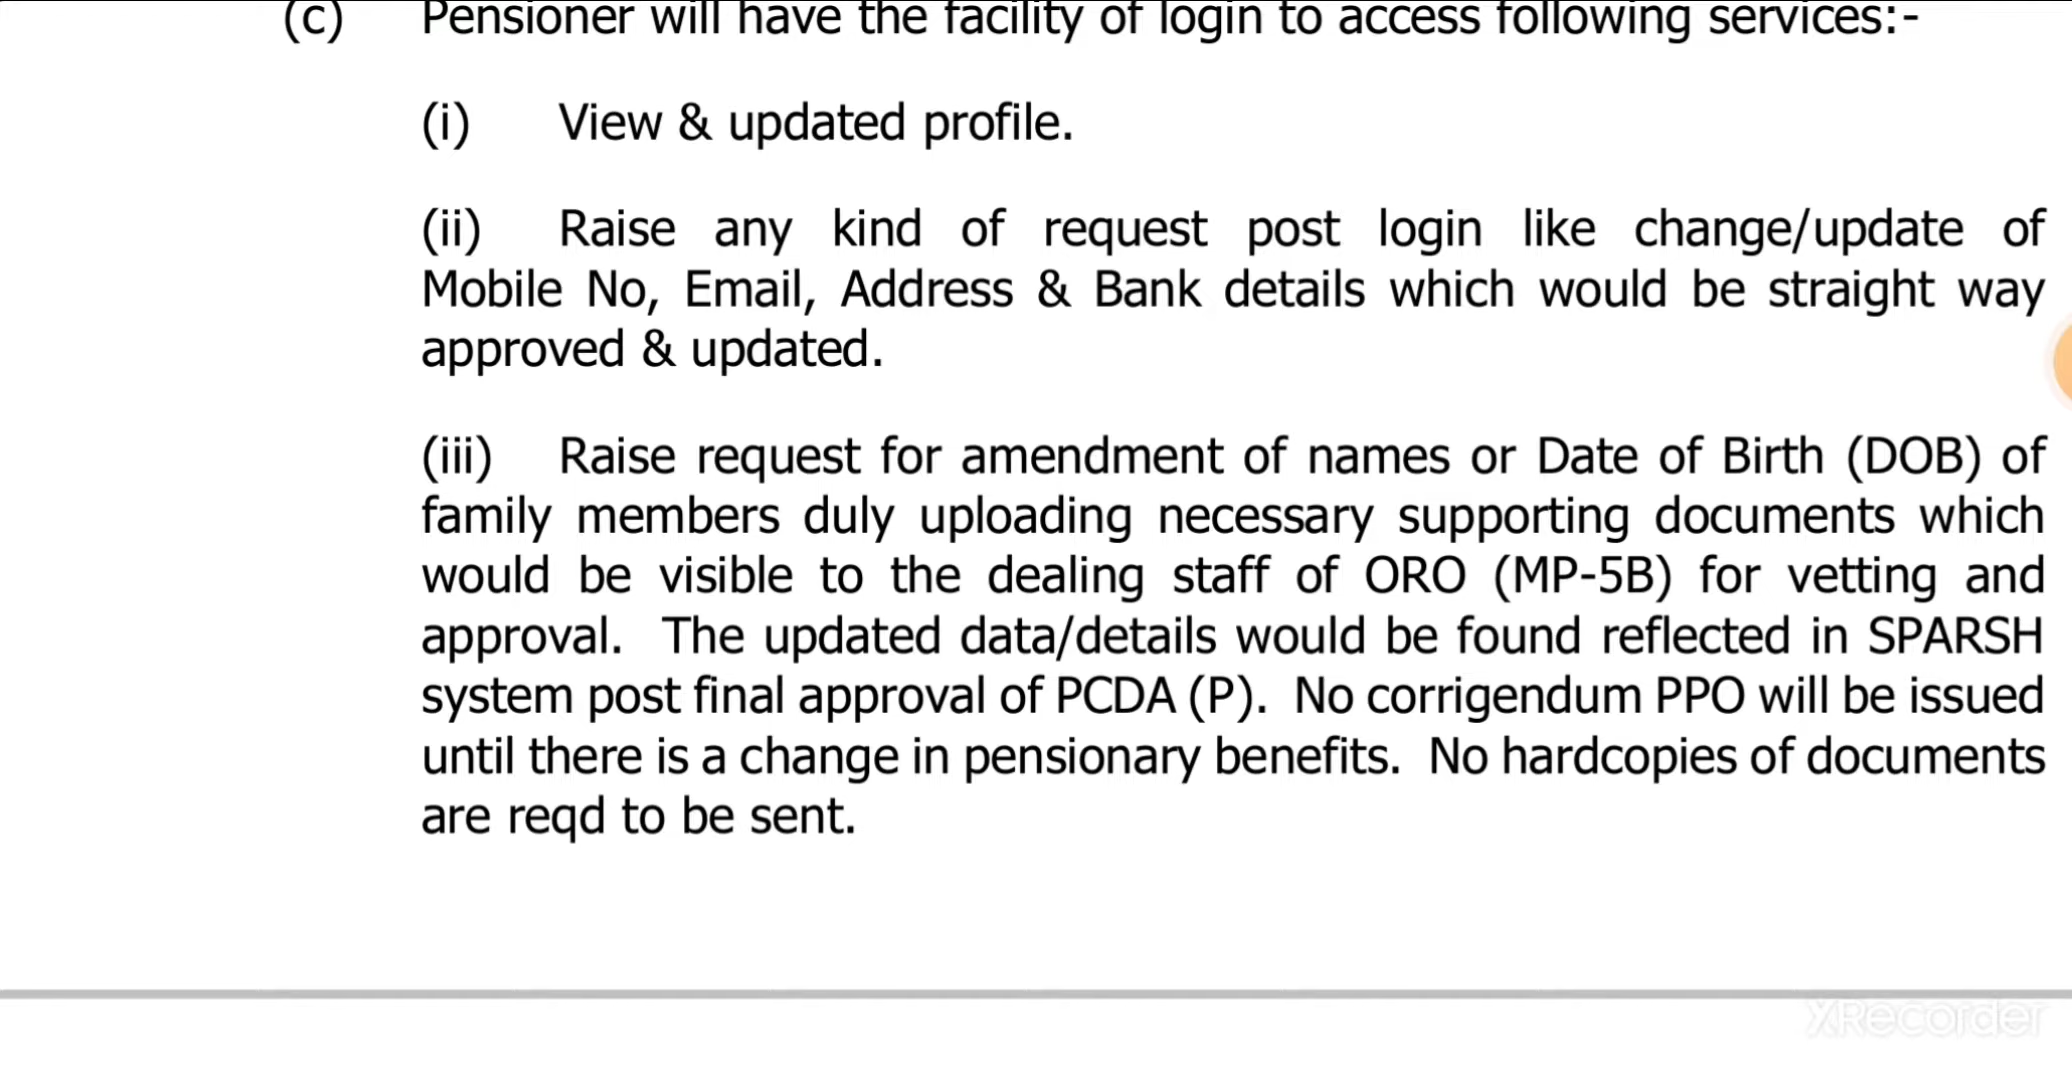 (c) Pensioner will have the facility of login to access following services:-
(i) View & updated profile.
(ii) Raise any kind of request post login like change/update of
Mobile No, Email, Address & Bank details which would be straight way
approved & updated.
(iii) Raise request for amendment of names or Date of Birth (DOB) of
family members duly uploading necessary supporting documents which
would be visible to the dealing staff of ORO (MP-5B) for vetting and
approval. The updated data/details would be found reflected in SPARSH
system post final approval of PCDA (P). No corrigendum PPO will be issued
until there is a change in pensionary benefits. No hardcopies of documents
are reqd to be sent.
XRecorder